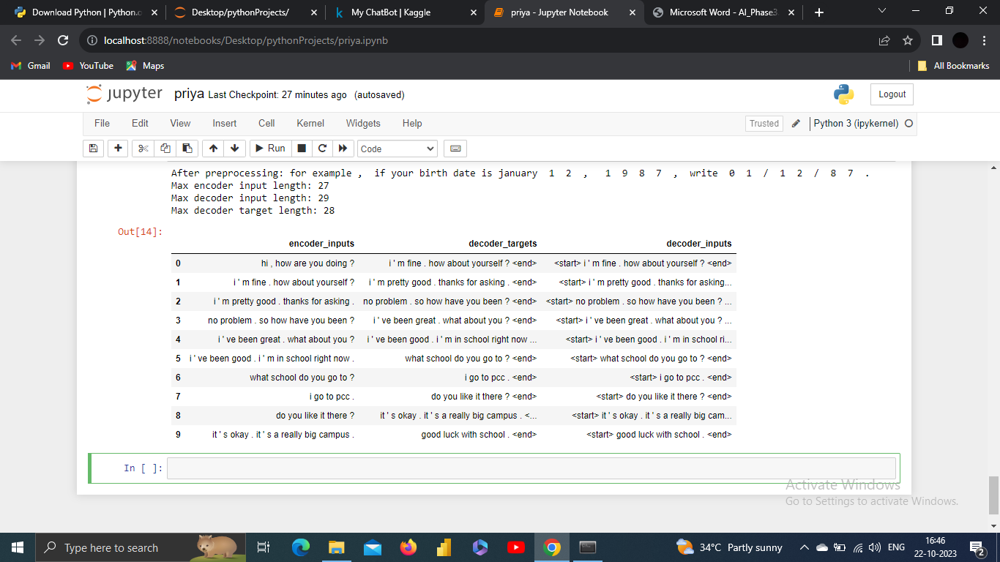 Download Python | Python.o
Desktop/pythonProjects/
My ChatBot | Kaggle
priya - Jupyter Notebook
Microsoft Word - AI_Phase3
localhost:8888/notebooks/Desktop/pythonProjects/priya.ipynb
Gmail YouTube Maps All Bookmarks
jupyter priya Last Checkpoint: 27 minutes ago (autosaved) Logout
File Edit View Insert Cell Kernel Widgets Help Trusted Python 3 (ipykernel)
Run Code
After preprocessing: for example , if your birth date is january 1 2 , 1 9 8 7 , write 0 1 / 1 2 / 8 7 .
Max encoder input length: 27
Max decoder input length: 29
Max decoder target length: 28
Out[14]:
encoder_inputs decoder_targets decoder_inputs
0 hi , how are you doing ? i ' m fine . how about yourself ? <end> <start> i ' m fine . how about yourself ? <end>
1 i ' m fine . how about yourself ? i ' m pretty good . thanks for asking . <end> <start> i ' m pretty good . thanks for asking...
2 i ' m pretty good . thanks for asking . no problem . so how have you been ? <end> <start> no problem . so how have you been ? ...
3 no problem . so how have you been ? i ' ve been great . what about you ? <end> <start> i ' ve been great . what about you ? ...
4 i ' ve been great . what about you ? i ' ve been good . i ' m in school right now ... <start> i ' ve been good . i ' m in school ri...
5 i ' ve been good . i ' m in school right now . what school do you go to ? <end> <start> what school do you go to ? <end>
6 what school do you go to ? i go to pcc . <end> <start> i go to pcc . <end>
7 i go to pcc . do you like it there ? <end> <start> do you like it there ? <end>
8 do you like it there ? it ' s okay . it ' s a really big campus . <... <start> it ' s okay . it ' s a really big cam...
9 it ' s okay . it ' s a really big campus . good luck with school . <end> <start> good luck with school . <end>
In [ ]:
Activate Windows
Go to Settings to activate Windows.
Type here to search
34°C Partly sunny
ENG
16:46
22-10-2023
2